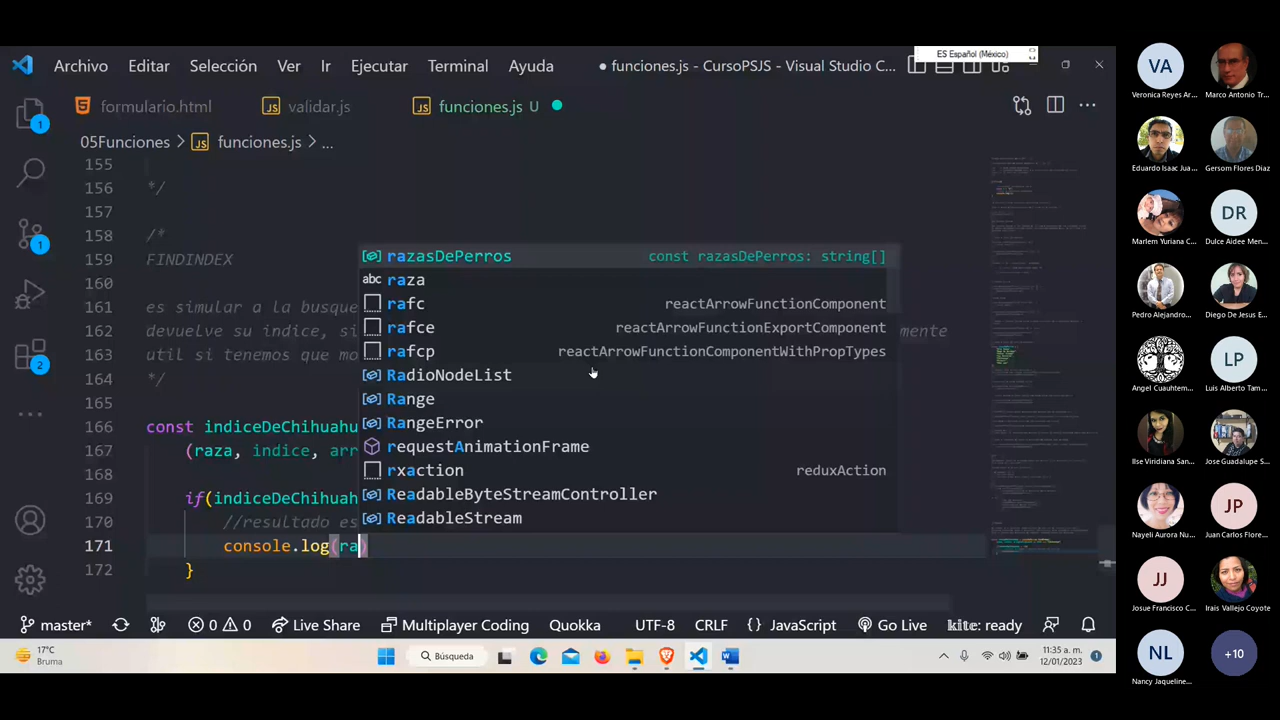 ES Español (México)
Archivo Editar Selección Ver Ir Ejecutar Terminal Ayuda ● funciones.js - CursoPSJS - Visual Studio C...
formulario.html JS validar.js JS funciones.js U
05Funciones > JS funciones.js > ...
155
156 */
157
158 /*
159 FINDINDEX
160
161 es simular a la busque
162 devuelve su indice, si mente
163 util si tenemos que mo
164 */
165
166 const indiceDeChihuahu
167 (raza, indice, arr
168
169 if(indiceDeChihuah
170 //resultado es
171 console.log(ra)
172 }
razasDePerros const razasDePerros: string[]
abc raza
rafc reactArrowFunctionComponent
rafce reactArrowFunctionExportComponent
rafcp reactArrowFunctionComponentWithPropTypes
RadioNodeList
Range
RangeError
requestAnimationFrame
rxaction reduxAction
ReadableByteStreamController
ReadableStream
1
1
2
master* 0 0 Live Share Multiplayer Coding Quokka UTF-8 CRLF {} JavaScript Go Live kite: ready
17°C
Bruma
Búsqueda
11:35 a. m.
12/01/2023
1
VA
Veronica Reyes Ar...
Marco Antonio Tr...
Eduardo Isaac Jua...
Gersom Flores Diaz
Marlem Yuriana C...
DR
Dulce Aidee Men...
Pedro Alejandro...
Diego De Jesus E...
Angel Cuauhtem...
LP
Luis Alberto Tam...
Ilse Viridiana San...
Jose Guadalupe S...
Nayeli Aurora Nu...
JP
Juan Carlos Flore...
JJ
Josue Francisco C...
Irais Vallejo Coyote
NL
Nancy Jaqueline...
+10